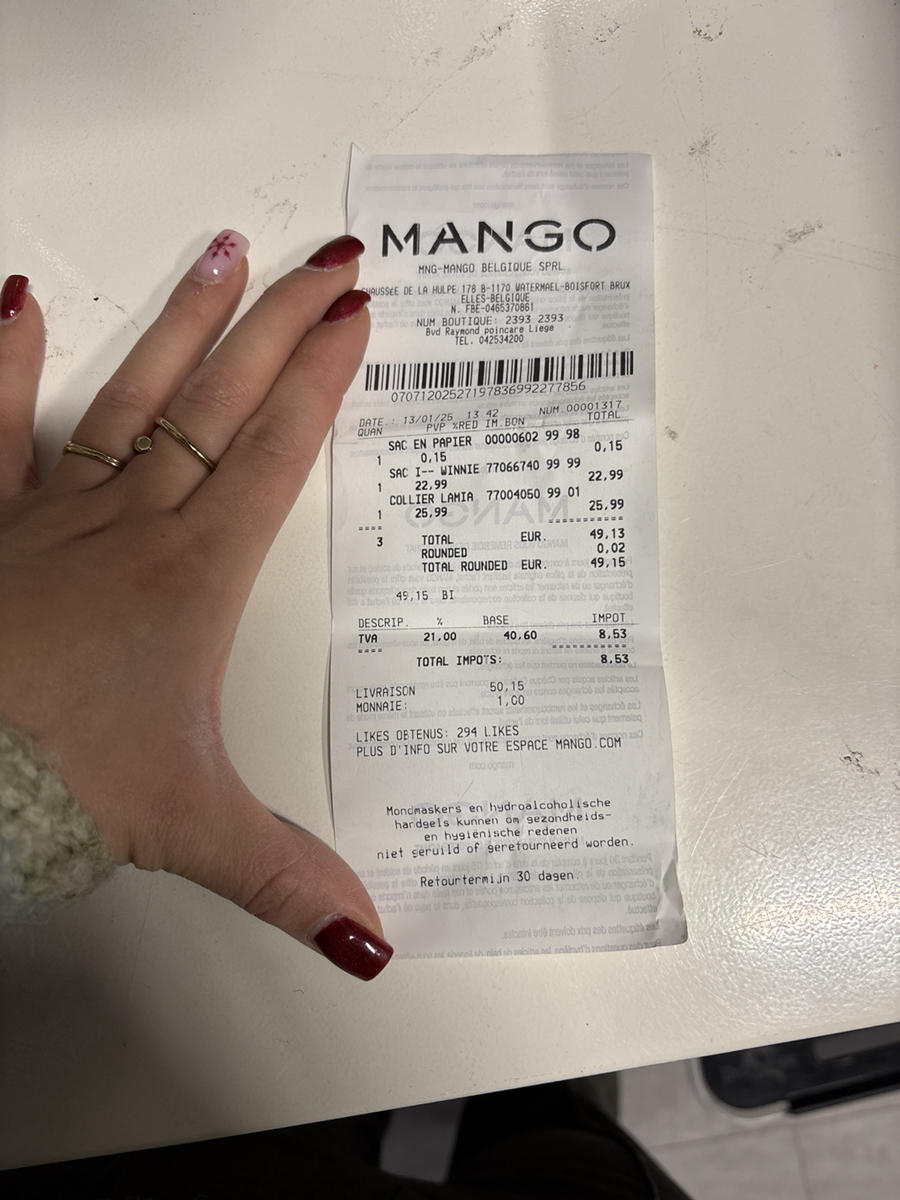 MANGO
MNG-MANGO BELGIQUE SPRL
CHAUSSÉE DE LA HULPE 178 B-1170 WATERMAEL-BOISFORT BRUX
ELLES-BELGIQUE
N. FBE-0465370861
NUM BOUTIQUE: 2393 2393
Bvd Raymond poincare Liege
TEL. 042534200
07071202527197836992277856
DATE.: 13/01/25 13 42 NUM.00001317
QUAN PVP %RED IM.BON TOTAL
SAC EN PAPIER 00000602 99 98
1 0,15 0,15
SAC I-- WINNIE 77066740 99 99
1 22,99 22,99
COLLIER LAMIA 77004050 99 01
1 25,99 25,99
==== ===========
3 TOTAL EUR. 49,13
ROUNDED 0,02
TOTAL ROUNDED EUR. 49,15
49,15 BI
DESCRIP. % BASE IMPOT
TVA 21,00 40,60 8,53
==== ===========
TOTAL IMPOTS: 8,53
LIVRAISON 50,15
MONNAIE: 1,00
LIKES OBTENUS: 294 LIKES
PLUS D'INFO SUR VOTRE ESPACE MANGO.COM
Mondmaskers en hydroalcoholische
handgels kunnen om gezondheids-
en hygiënische redenen
niet geruild of geretourneerd worden.
Retourtermijn 30 dagen.